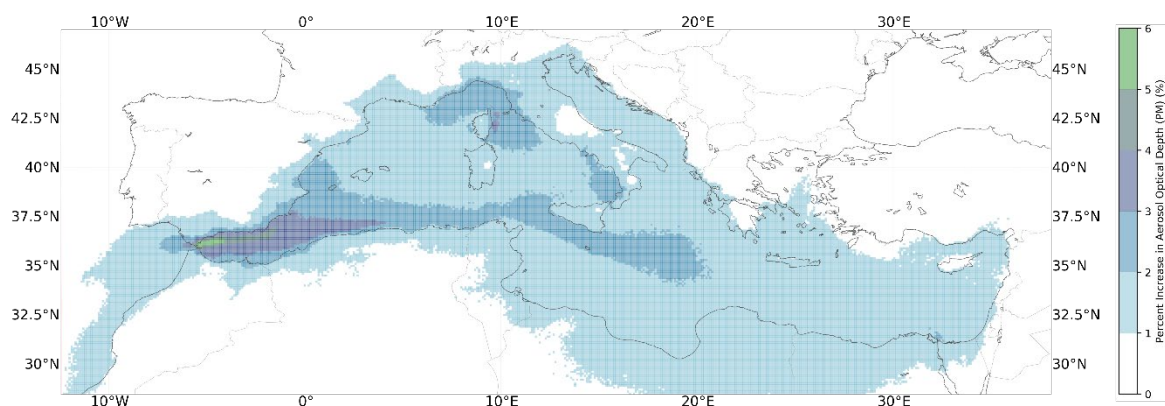 10°W 0° 10°E 20°E 30°E
45°N 45°N
42.5°N 42.5°N
40°N 40°N
37.5°N 37.5°N
35°N 35°N
32.5°N 32.5°N
30°N 30°N
10°W 0° 10°E 20°E 30°E
6
5
4
3
2
1
0
Percent Increase in Aerosol Optical Depth (PM) (%)